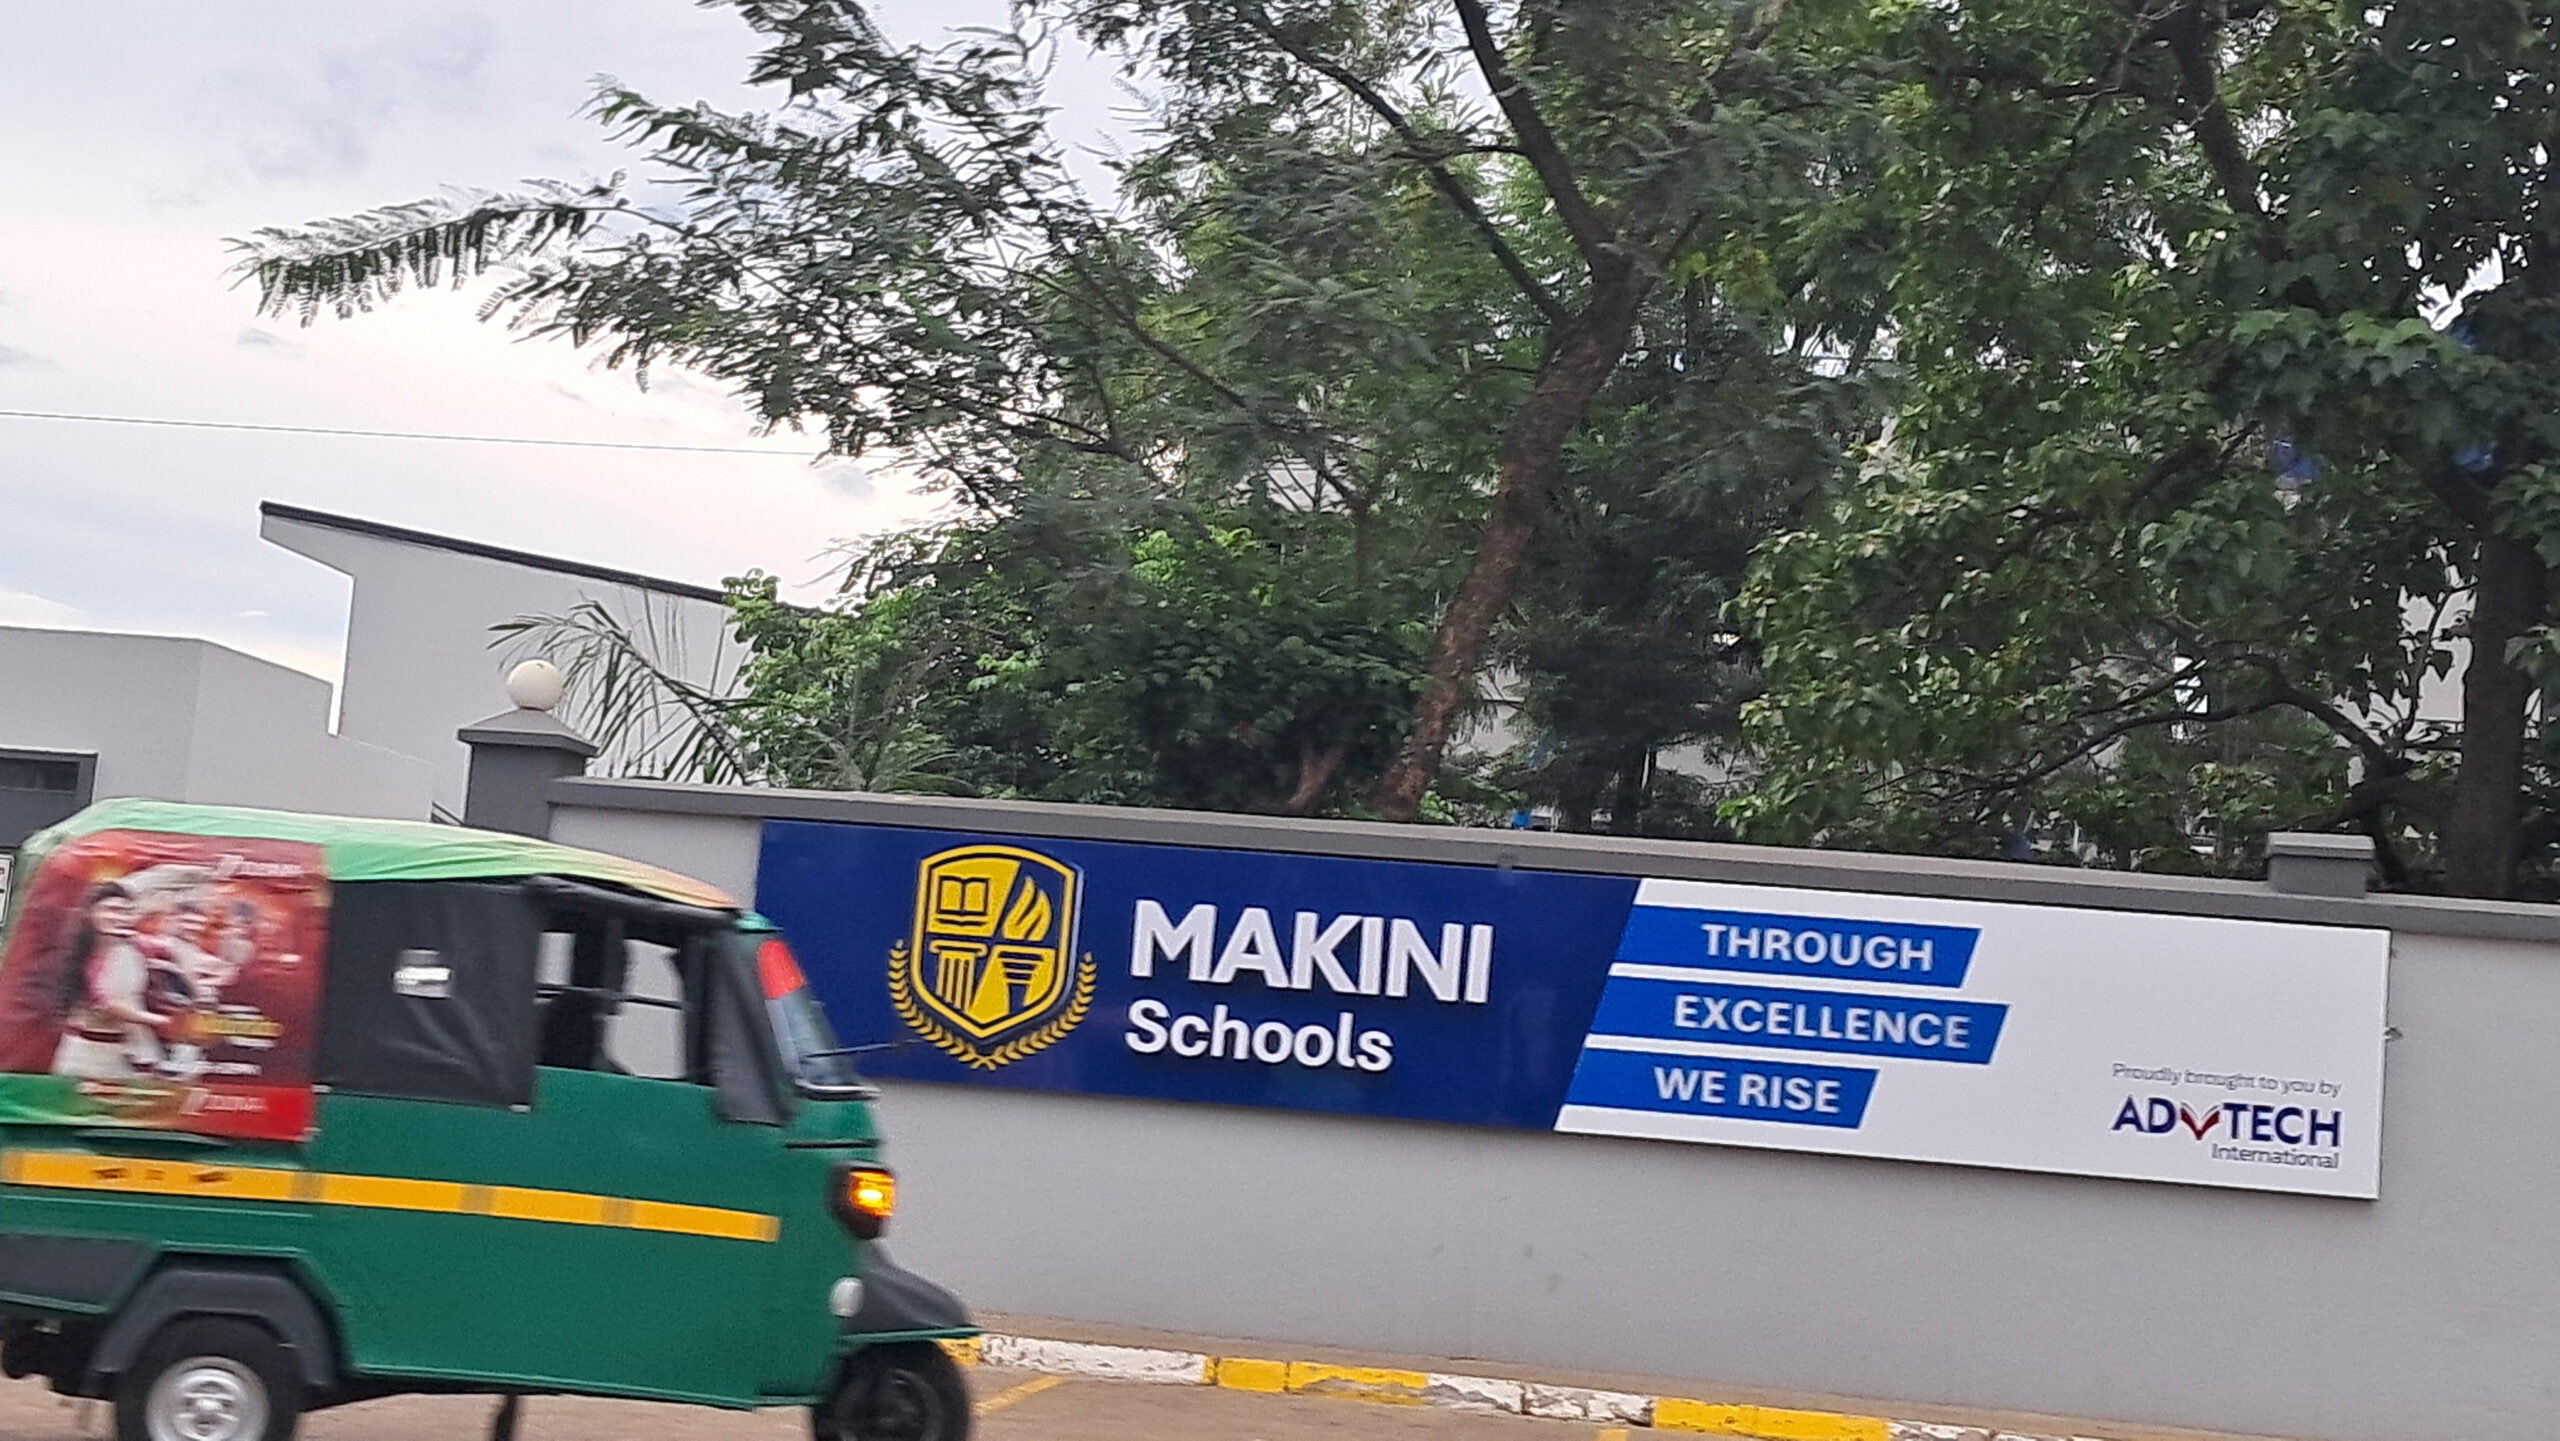 MAKINI
Schools
THROUGH
EXCELLENCE
WE RISE
Proudly brought to you by
ADVTECH
International